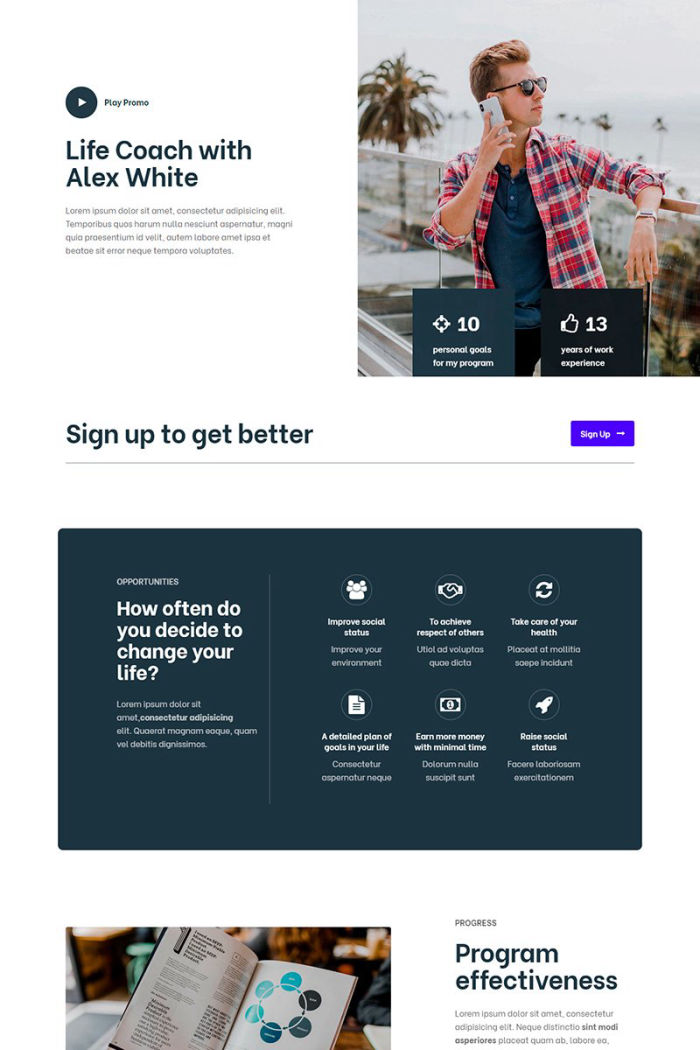 Play Promo
Life Coach with
Alex White
Lorem ipsum dolor sit amet, consectetur adipisicing elit.
Temporibus quos harum nulla nesciunt aspernatur, magni
quia praesentium id velit, autem labore amet ipsa et
beatae sit error neque tempora voluptates.
10
personal goals
for my program
13
years of work
experience
Sign up to get better
Sign Up
OPPORTUNITIES
How often do
you decide to
change your
life?
Lorem ipsum dolor sit
amet,consectetur adipisicing
elit. Quaerat magnam eaque, quam
vel debitis dignissimos.
Improve social
status
Improve your
environment
To achieve
respect of others
Utiol ad voluptas
quae dicta
Take care of your
health
Placeat at mollitia
saepe incidunt
A detailed plan of
goals in your life
Consectetur
aspernatur neque
Earn more money
with minimal time
Dolorum nulla
suscipit sunt
Raise social
status
Facere laboriosam
exercitationem
PROGRESS
Program
effectiveness
Lorem ipsum dolor sit amet, consectetur
adipisicing elit. Neque distinctio sint modi
asperiores placeat quam ab, labore ea,